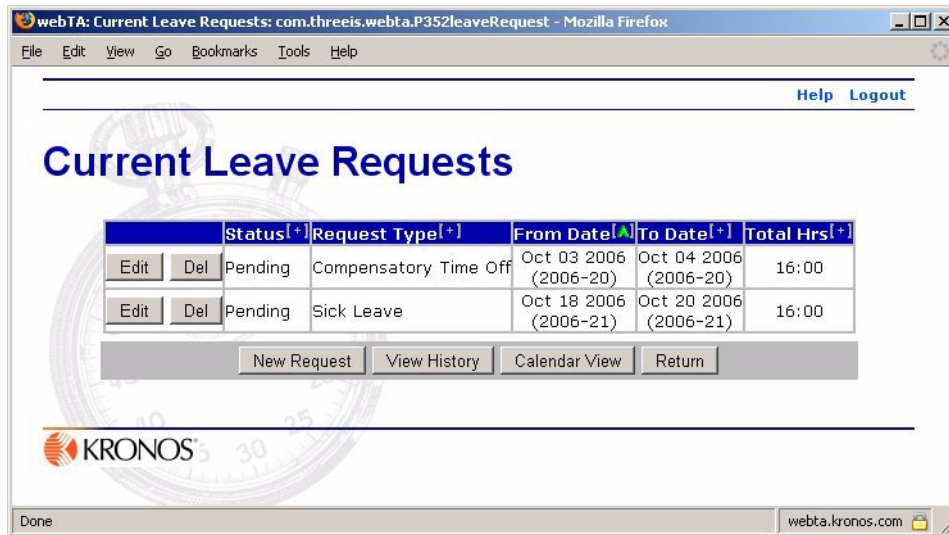 webTA: Current Leave Requests: com.threeis.webta.P352leaveRequest - Mozilla Firefox
File Edit View Go Bookmarks Tools Help
Help Logout
Current Leave Requests
Status[+] Request Type[+] From Date[▲] To Date[+] Total Hrs[+]
Edit Del Pending Compensatory Time Off Oct 03 2006 Oct 04 2006 16:00
(2006-20) (2006-20)
Edit Del Pending Sick Leave Oct 18 2006 Oct 20 2006 16:00
(2006-21) (2006-21)
New Request View History Calendar View Return
25
30
KRONOS
Done webta.kronos.com